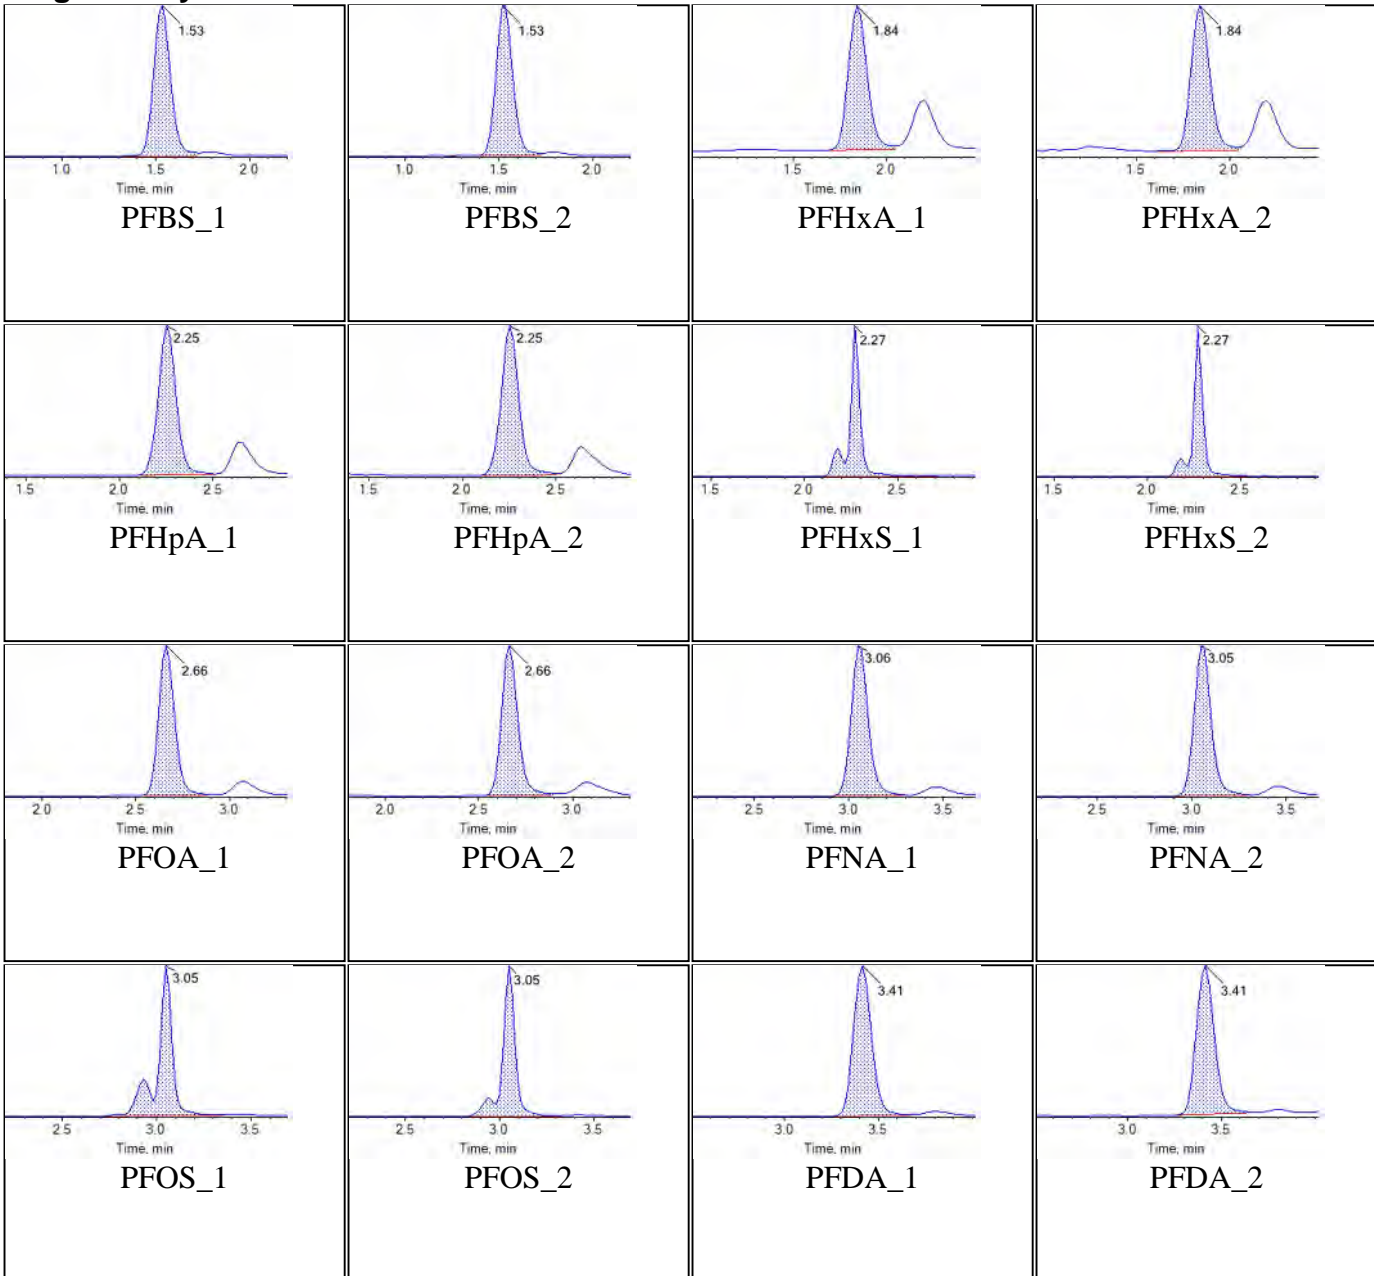 1.53 1.53 1.84 1.84
1.0 1.5 2.0 1.0 1.5 2.0 1.5 2.0 1.5 2.0
Time, min Time, min Time, min Time, min
PFBS_1 PFBS_2 PFHxA_1 PFHxA_2
2.25 2.25 2.27 2.27
1.5 2.0 2.5 1.5 2.0 2.5 1.5 2.0 2.5 1.5 2.0 2.5
Time, min Time, min Time, min Time, min
PFHpA_1 PFHpA_2 PFHxS_1 PFHxS_2
2.66 2.66 3.06 3.05
2.0 2.5 3.0 2.0 2.5 3.0 2.5 3.0 3.5 2.5 3.0 3.5
Time, min Time, min Time, min Time, min
PFOA_1 PFOA_2 PFNA_1 PFNA_2
3.05 3.05 3.41 3.41
2.5 3.0 3.5 2.5 3.0 3.5 3.0 3.5 3.0 3.5
Time, min Time, min Time, min Time, min
PFOS_1 PFOS_2 PFDA_1 PFDA_2